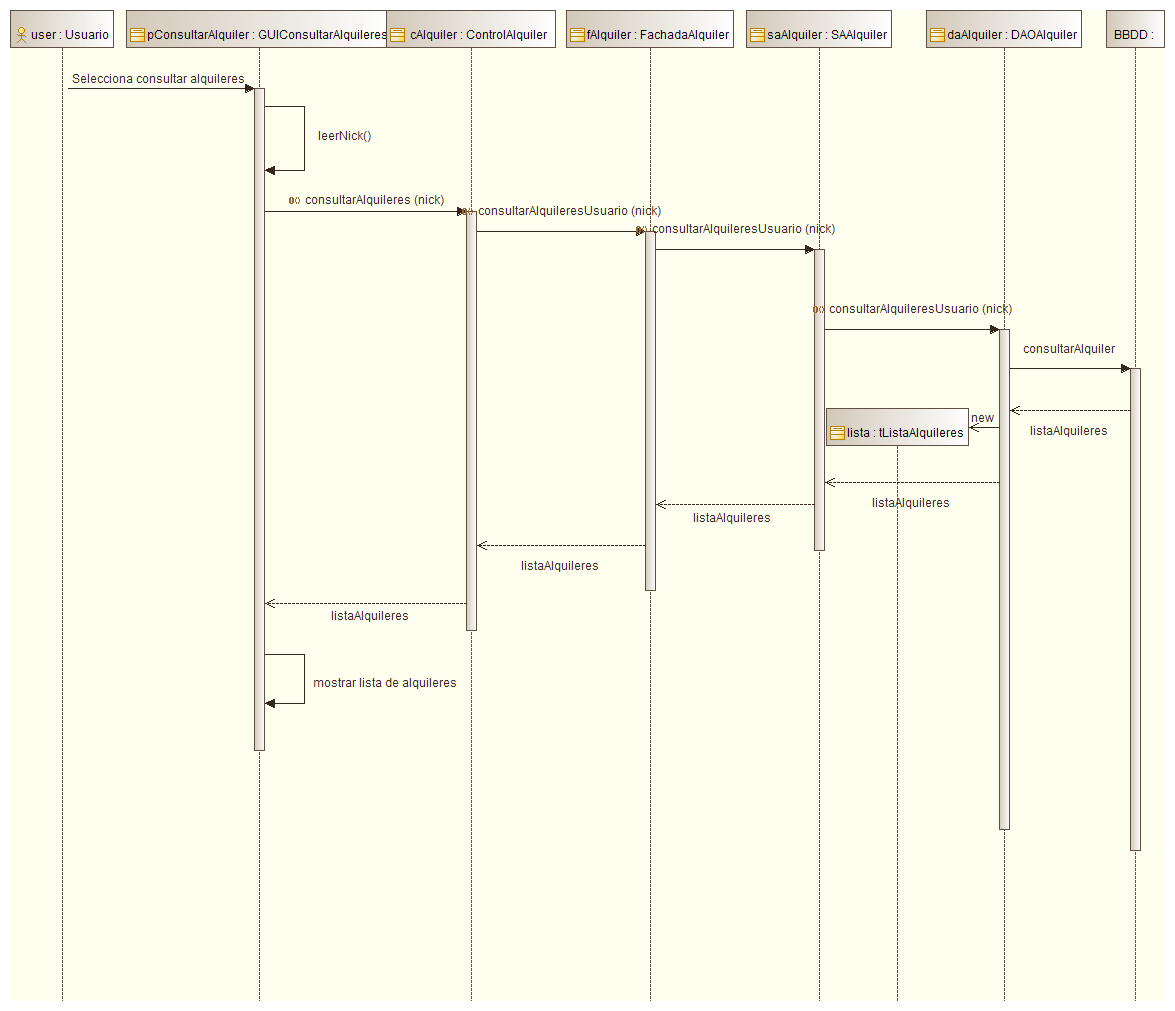 user : Usuario
pConsultarAlquiler : GUIConsultarAlquileres
cAlquiler : ControlAlquiler
fAlquiler : FachadaAlquiler
saAlquiler : SAAlquiler
daAlquiler : DAOAlquiler
BBDD :
Selecciona consultar alquileres
leerNick()
consultarAlquileres (nick)
consultarAlquileresUsuario (nick)
consultarAlquileresUsuario (nick)
consultarAlquileresUsuario (nick)
consultarAlquiler
new
lista : tListaAlquileres
listaAlquileres
listaAlquileres
listaAlquileres
listaAlquileres
listaAlquileres
mostrar lista de alquileres